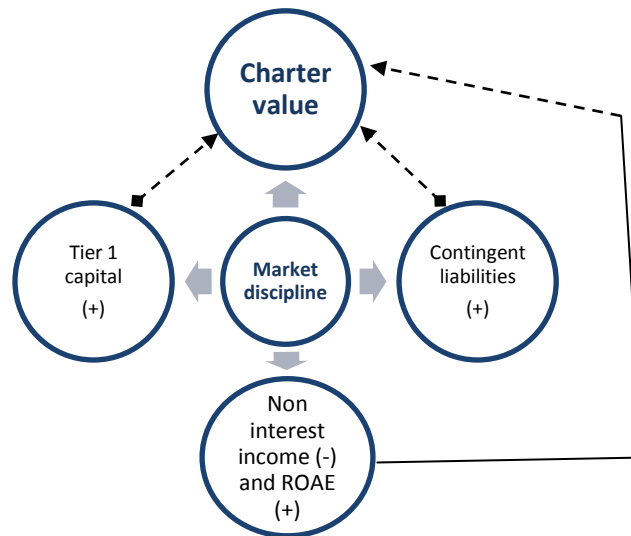 Charter
value
Tier 1
capital
(+)
Market
discipline
Contingent
liabilities
(+)
Non
interest
income (-)
and ROAE
(+)